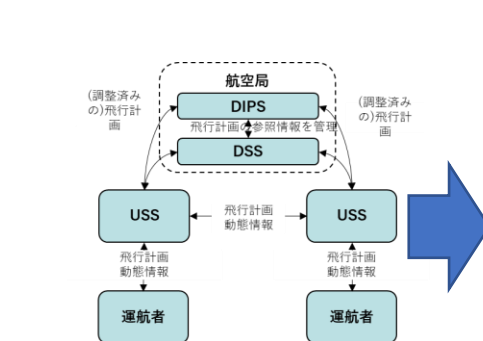 航空局
(調整済み
の)飛行計
画
DIPS
飛行計画の参照情報を管理
DSS
(調整済み
の)飛行計
画
USS
飛行計画
動態情報
USS
飛行計画
動態情報
飛行計画
動態情報
運航者
運航者